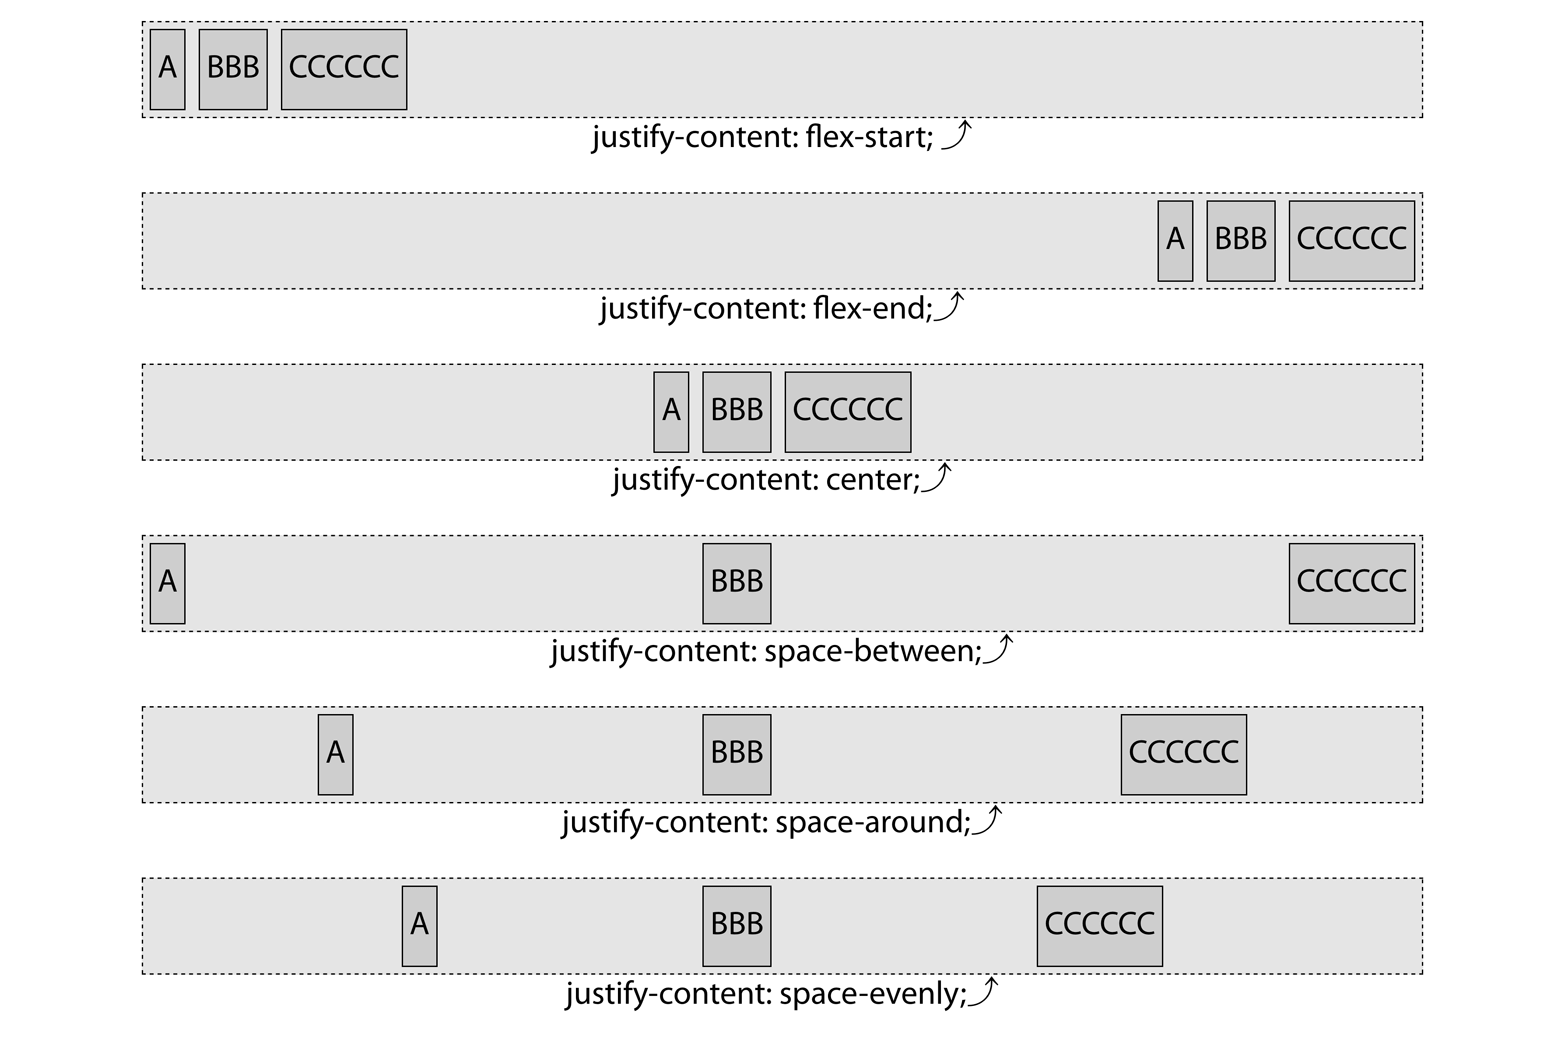 A BBB CCCCCC
justify-content: flex-start;
A BBB CCCCCC
justify-content: flex-end;
A BBB CCCCCC
justify-content: center;
A BBB CCCCCC
justify-content: space-between;
A BBB CCCCCC
justify-content: space-around;
A BBB CCCCCC
justify-content: space-evenly;